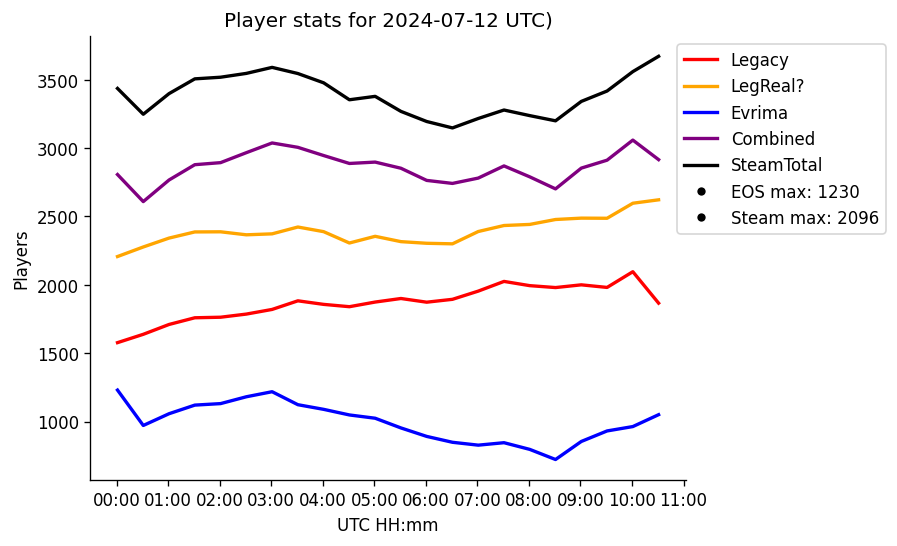 Player stats for 2024-07-12 UTC)
Players
3500
3000
2500
2000
1500
1000
00:00 01:00 02:00 03:00 04:00 05:00 06:00 07:00 08:00 09:00 10:00 11:00
UTC HH:mm
Legacy
LegReal?
Evrima
Combined
SteamTotal
EOS max: 1230
Steam max: 2096